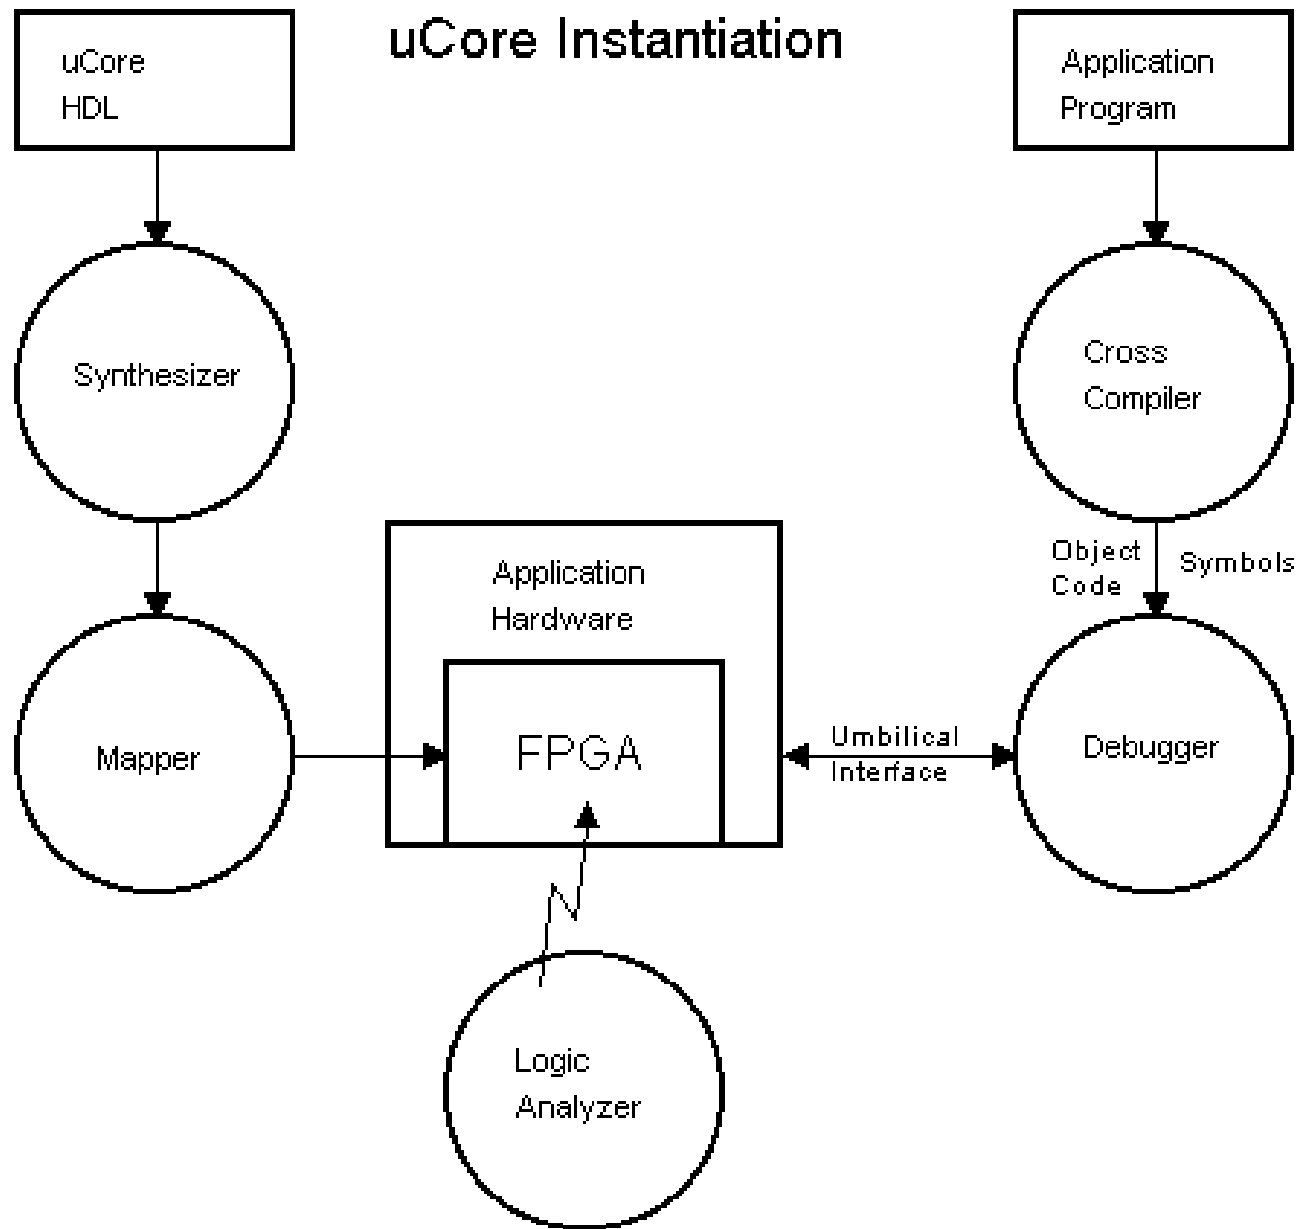 uCore Instantiation
uCore
HDL
Application
Program
Synthesizer
Cross
Compiler
Object
Code
Symbols
Application
Hardware
Mapper
FPGA
Umbilical
Interface
Debugger
Logic
Analyzer